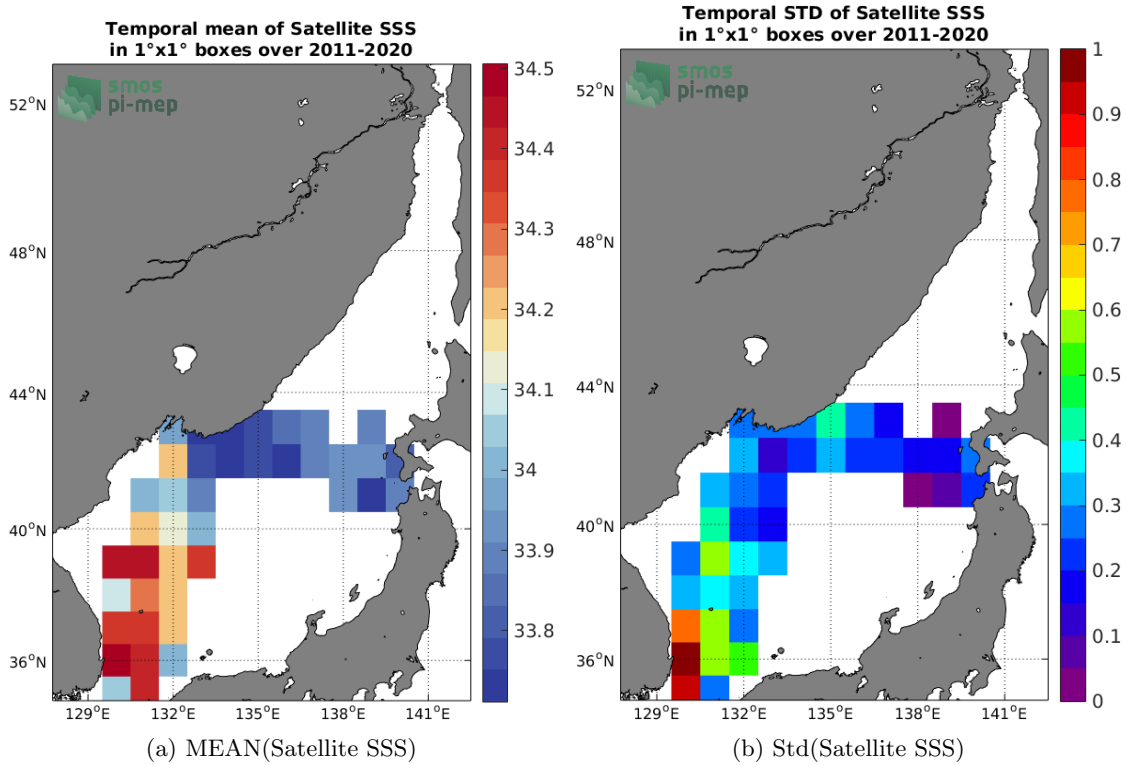 Temporal mean of Satellite SSS
in 1°x1° boxes over 2011-2020
smos
pi-mep
52°N
48°N
44°N
40°N
36°N
129°E
132°E
135°E
138°E
141°E
34.5
34.4
34.3
34.2
34.1
34
33.9
33.8
(a) MEAN(Satellite SSS)
Temporal STD of Satellite SSS
in 1°x1° boxes over 2011-2020
smos
pi-mep
52°N
48°N
44°N
40°N
36°N
129°E
132°E
135°E
138°E
141°E
1
0.9
0.8
0.7
0.6
0.5
0.4
0.3
0.2
0.1
0
(b) Std(Satellite SSS)